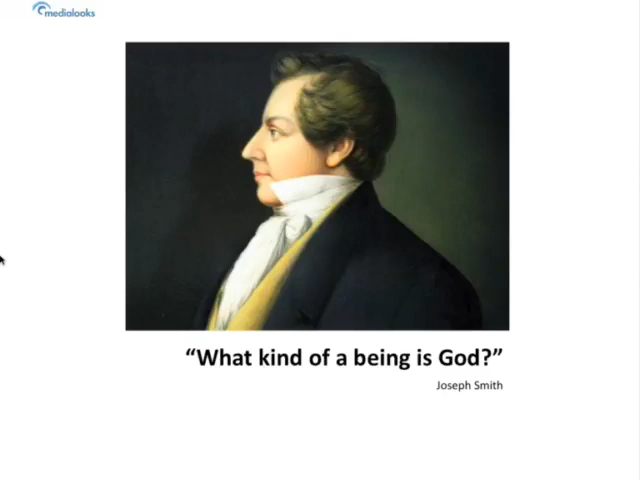 medialooks
“What kind of a being is God?”
Joseph Smith